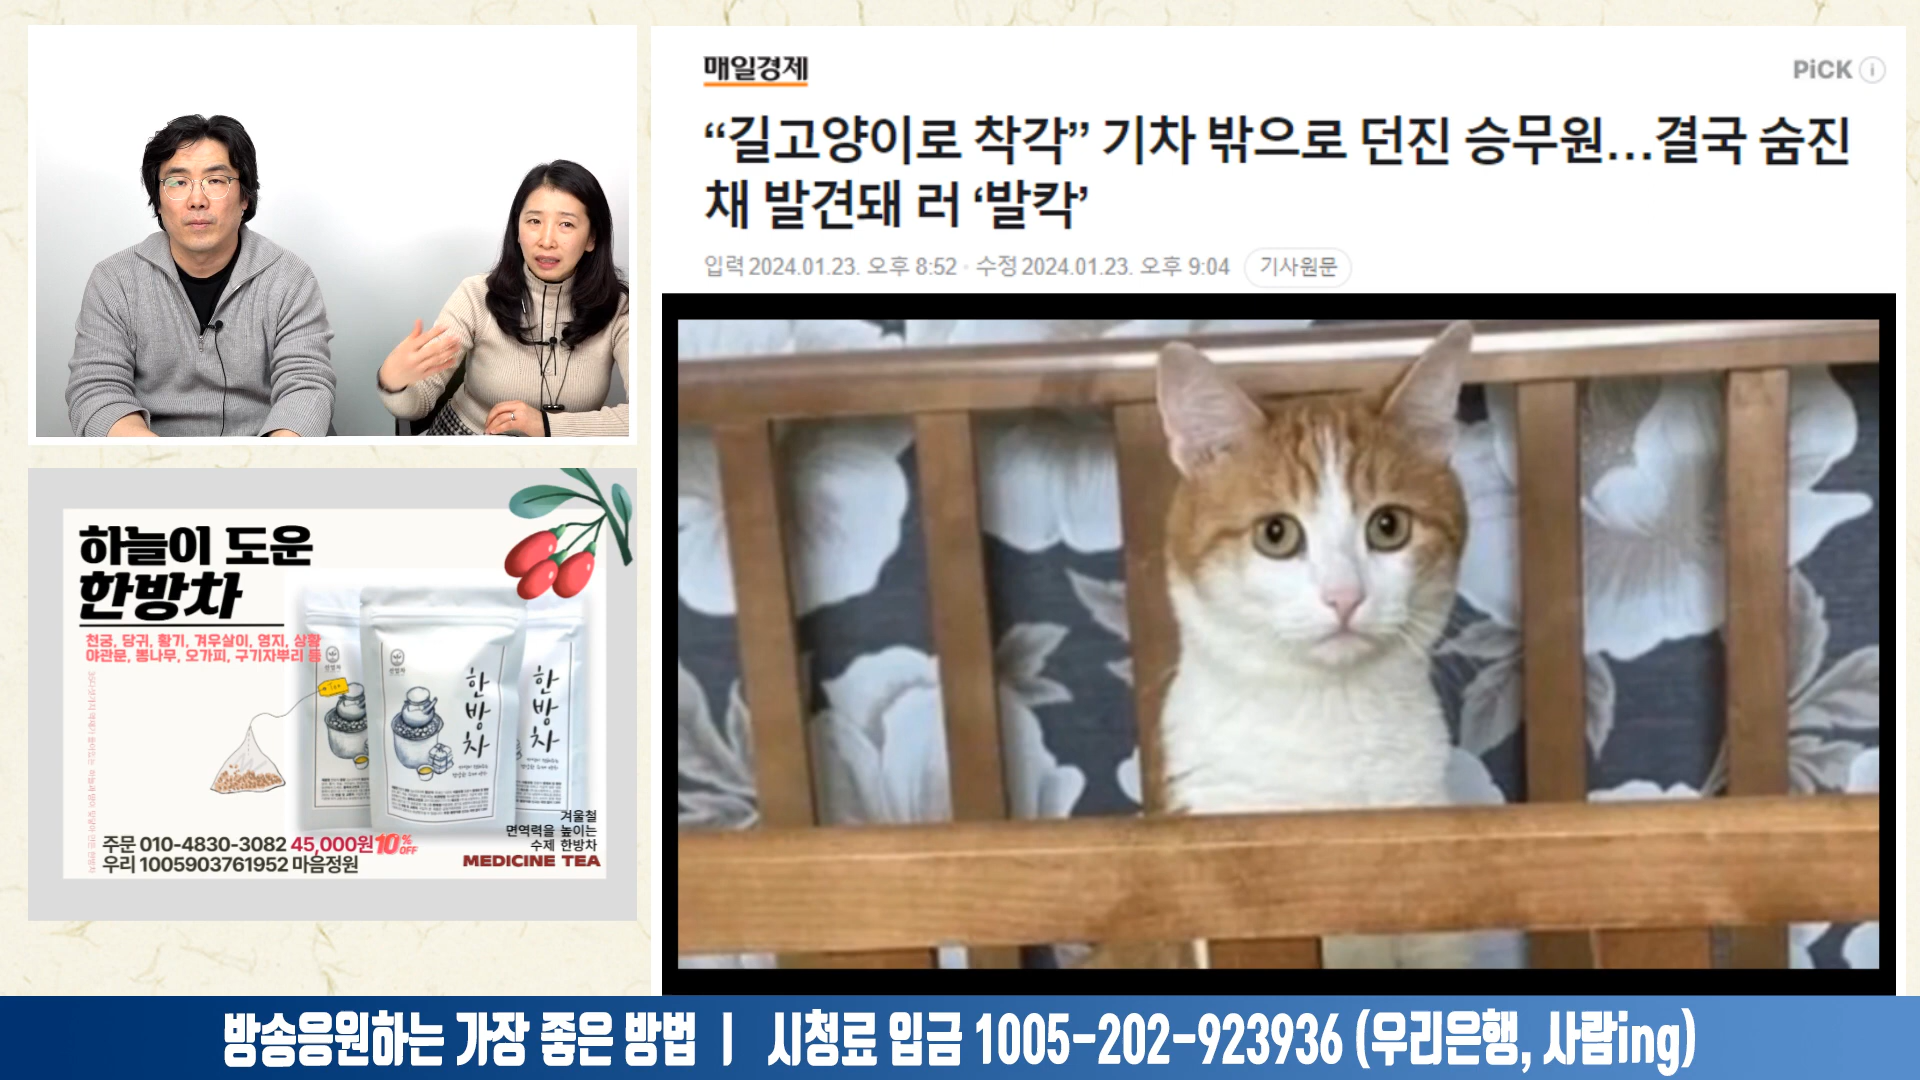 매일경제
PiCK
“길고양이로 착각” 기차 밖으로 던진 승무원…결국 숨진
채 발견돼 러 ‘발칵’
입력 2024.01.23. 오후 8:52 · 수정 2024.01.23. 오후 9:04 기사원문
하늘이 도운
한방차
천궁, 당귀, 황기, 겨우살이, 영지, 상황
야관문, 뽕나무, 오가피, 구기자뿌리 등
한방차
한방차
겨울철
면역력을 높이는
수제 한방차
MEDICINE TEA
주문 010-4830-3082 45,000원 10% OFF
우리 1005903761952 마음정원
방송응원하는 가장 좋은 방법 | 시청료 입금 1005-202-923936 (우리은행, 사람ing)